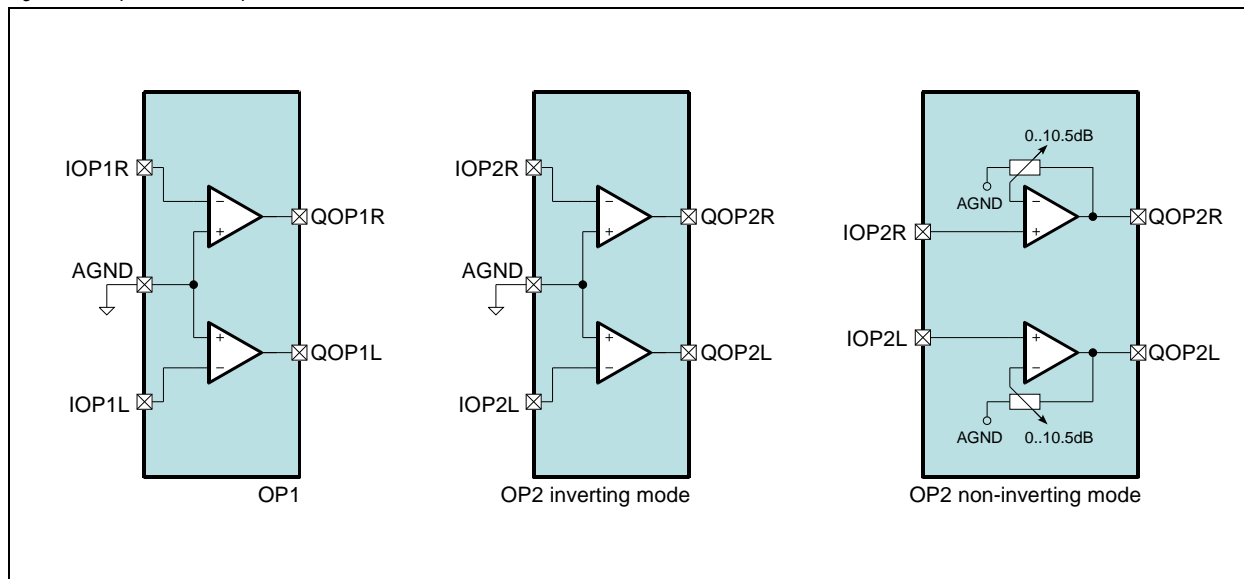 IOP1R
AGND
IOP1L
−
+
+
−
QOP1R
QOP1L
OP1
IOP2R
AGND
IOP2L
−
+
+
−
QOP2R
QOP2L
OP2 inverting mode
0..10.5dB
AGND
IOP2R
−
+
QOP2R
IOP2L
+
−
QOP2L
AGND
0..10.5dB
OP2 non-inverting mode